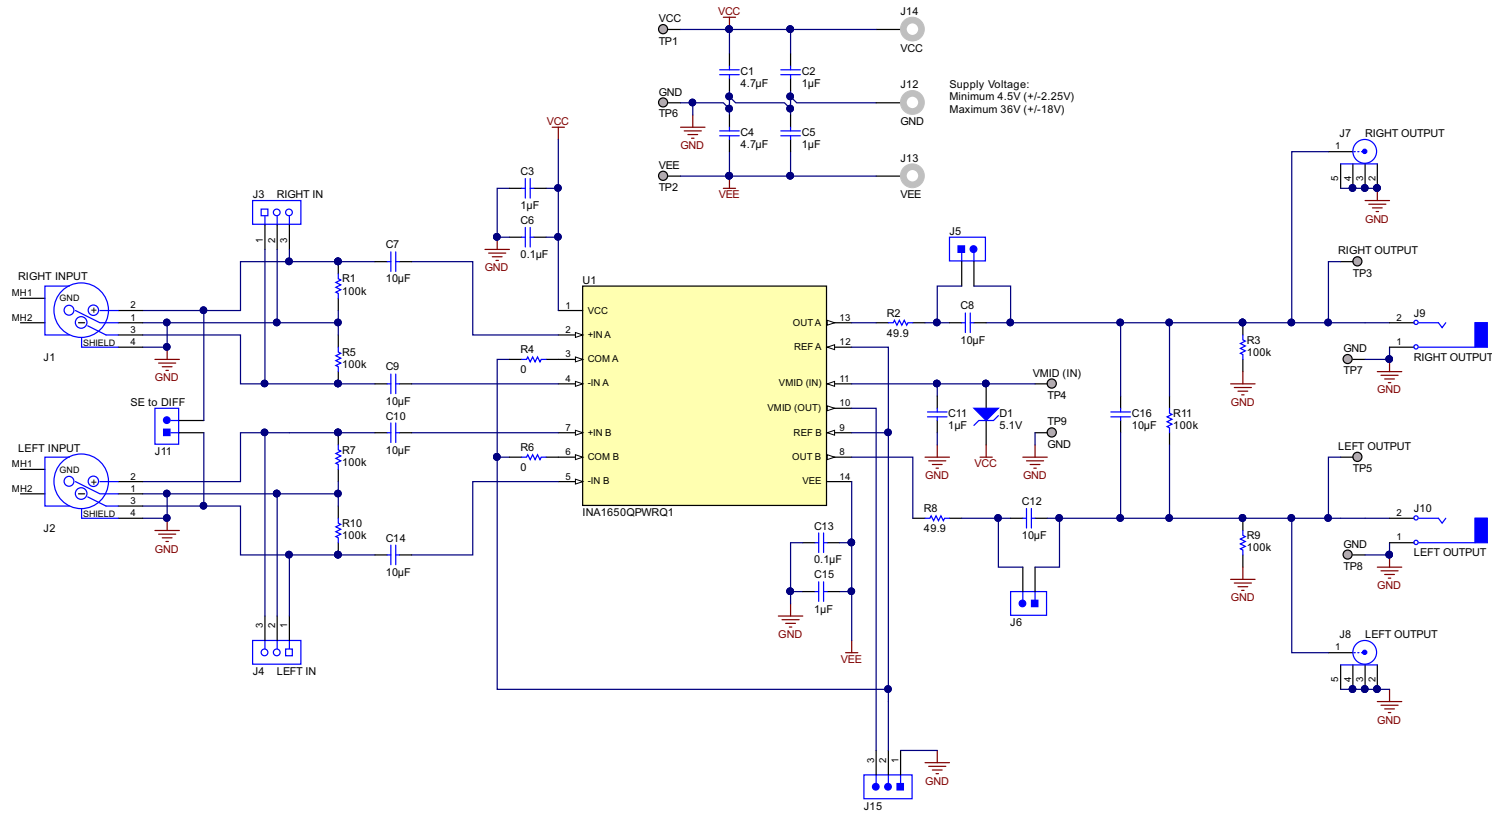 VCC
TP1
VCC
J14
VCC
C1
4.7µF
C2
1µF
GND
TP6
GND
J12
GND
Supply Voltage:
Minimum 4.5V (+/-2.25V)
Maximum 36V (+/-18V)
C4
4.7µF
C5
1µF
VEE
TP2
VEE
J13
VEE
VCC
C3
1µF
C6
0.1µF
GND
J3 RIGHT IN
1 2 3
RIGHT INPUT
MH1
MH2
GND
SHIELD
2
1
3
4
J1
GND
R1
100k
R5
100k
C7
10µF
C9
10µF
SE to DIFF
J11
LEFT INPUT
MH1
MH2
GND
SHIELD
2
1
3
4
J2
GND
R7
100k
R10
100k
C10
10µF
C14
10µF
3 2 1
J4 LEFT IN
R4
0
R6
0
U1
1 VCC
2 +IN A
3 COM A
4 -IN A
7 +IN B
6 COM B
5 -IN B
OUT A 13
REF A 12
VMID (IN) 11
VMID (OUT) 10
REF B 9
OUT B 8
VEE 14
INA1650QPWRQ1
C13
0.1µF
C15
1µF
GND
VEE
3 2 1
J15
GND
J5
R2
49.9
C8
10µF
C11
1µF
GND
D1
5.1V
VCC
VMID (IN)
TP4
TP9
GND
GND
R8
49.9
C12
10µF
J6
C16
10µF
R11
100k
R3
100k
GND
R9
100k
GND
J7 RIGHT OUTPUT
1
5 4 3 2
GND
RIGHT OUTPUT
TP3
2 J9
1
RIGHT OUTPUT
GND
TP7
GND
LEFT OUTPUT
TP5
2 J10
1
LEFT OUTPUT
GND
TP8
GND
J8 LEFT OUTPUT
1
5 4 3 2
GND